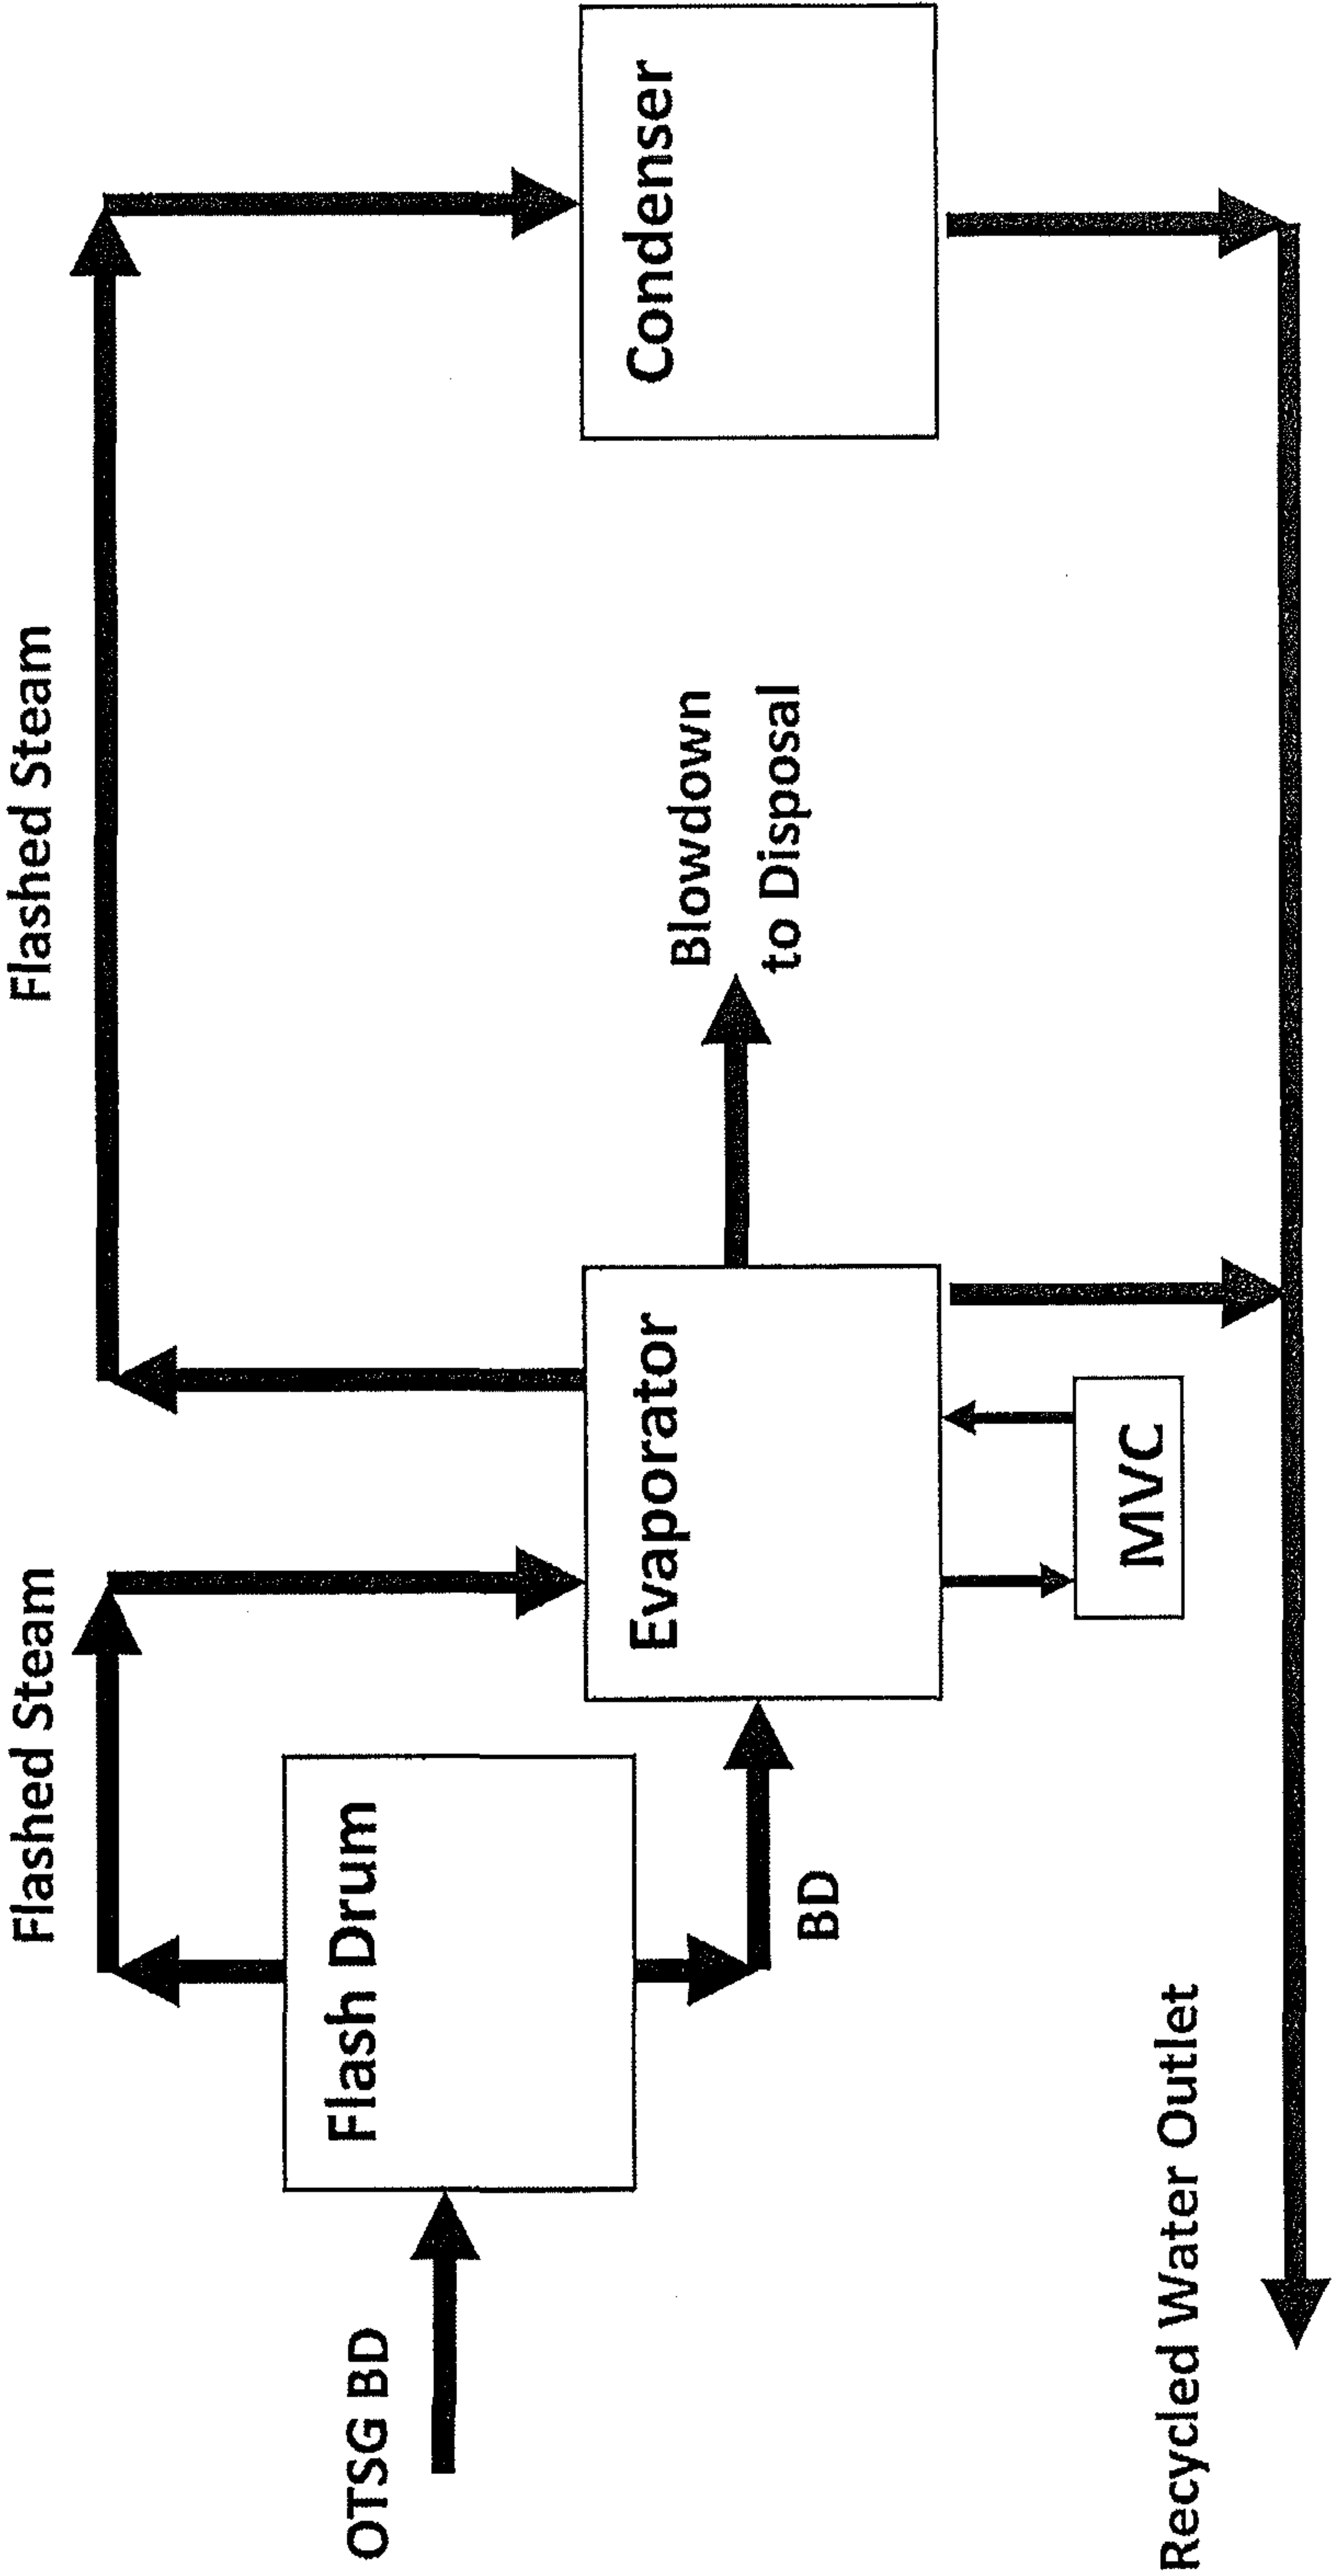 Flashed Steam
Flashed Steam
OTSG BD
Flash Drum
Evaporator
Condenser
BD
Blowdown
to Disposal
MVC
Recycled Water Outlet